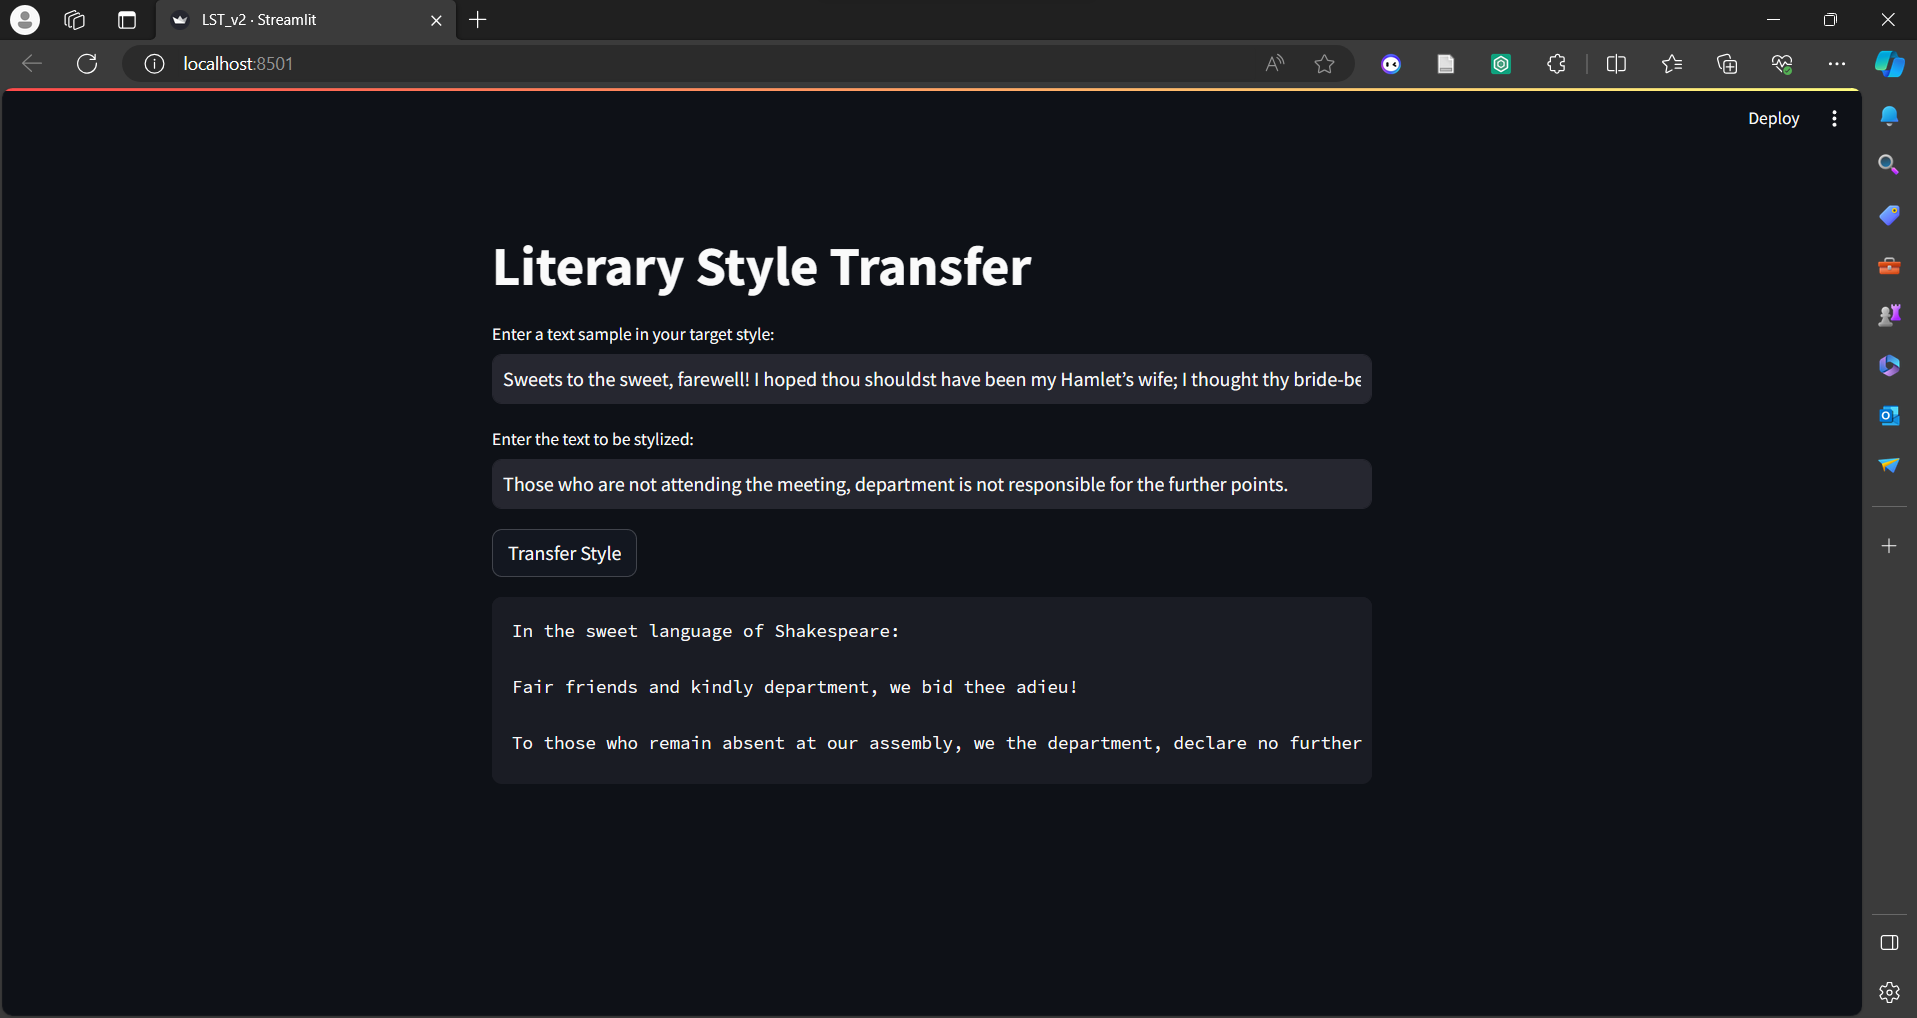 LST_v2 · Streamlit
localhost:8501
Deploy
Literary Style Transfer
Enter a text sample in your target style:
Sweets to the sweet, farewell! I hoped thou shouldst have been my Hamlet’s wife; I thought thy bride-be
Enter the text to be stylized:
Those who are not attending the meeting, department is not responsible for the further points.
Transfer Style
In the sweet language of Shakespeare:
Fair friends and kindly department, we bid thee adieu!
To those who remain absent at our assembly, we the department, declare no further